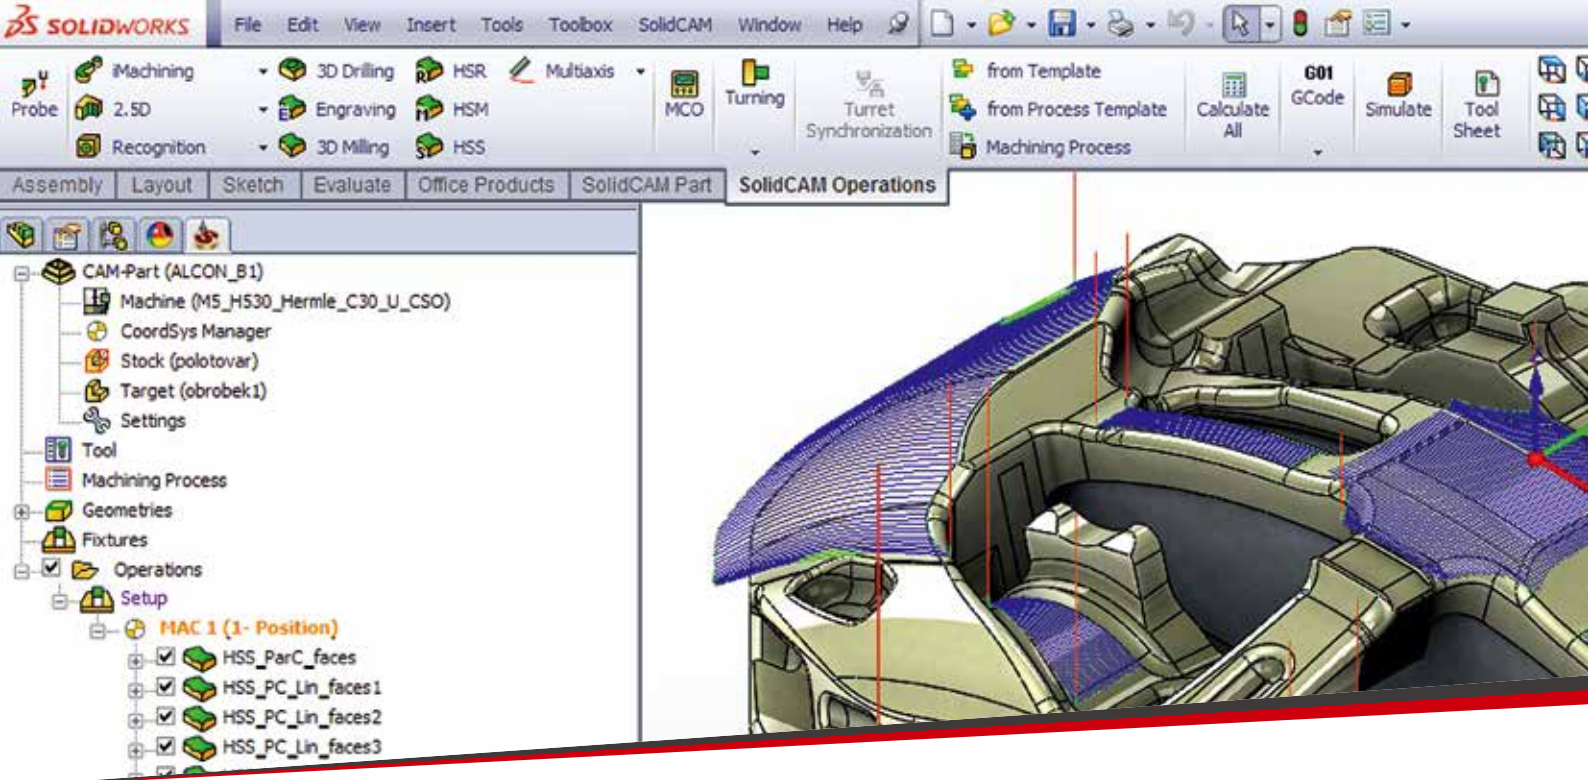 SOLIDWORKS File Edit View Insert Tools Toolbox SolidCAM Window Help
iMachining 3D Drilling HSR Multiaxis from Template G01
Probe 2.5D Engraving HSM MCO Turning Turret Synchronization from Process Template Calculate All GCode Simulate Tool Sheet
Recognition 3D Milling HSS Machining Process
Assembly Layout Sketch Evaluate Office Products SolidCAM Part SolidCAM Operations
CAM-Part (ALCON_B1)
Machine (M5_H530_Hermle_C30_U_CSO)
CoordSys Manager
Stock (polotovar)
Target (obrobek1)
Settings
Tool
Machining Process
Geometries
Fixtures
Operations
Setup
MAC 1 (1- Position)
HSS_ParC_faces
HSS_PC_Lin_faces1
HSS_PC_Lin_faces2
HSS_PC_Lin_faces3